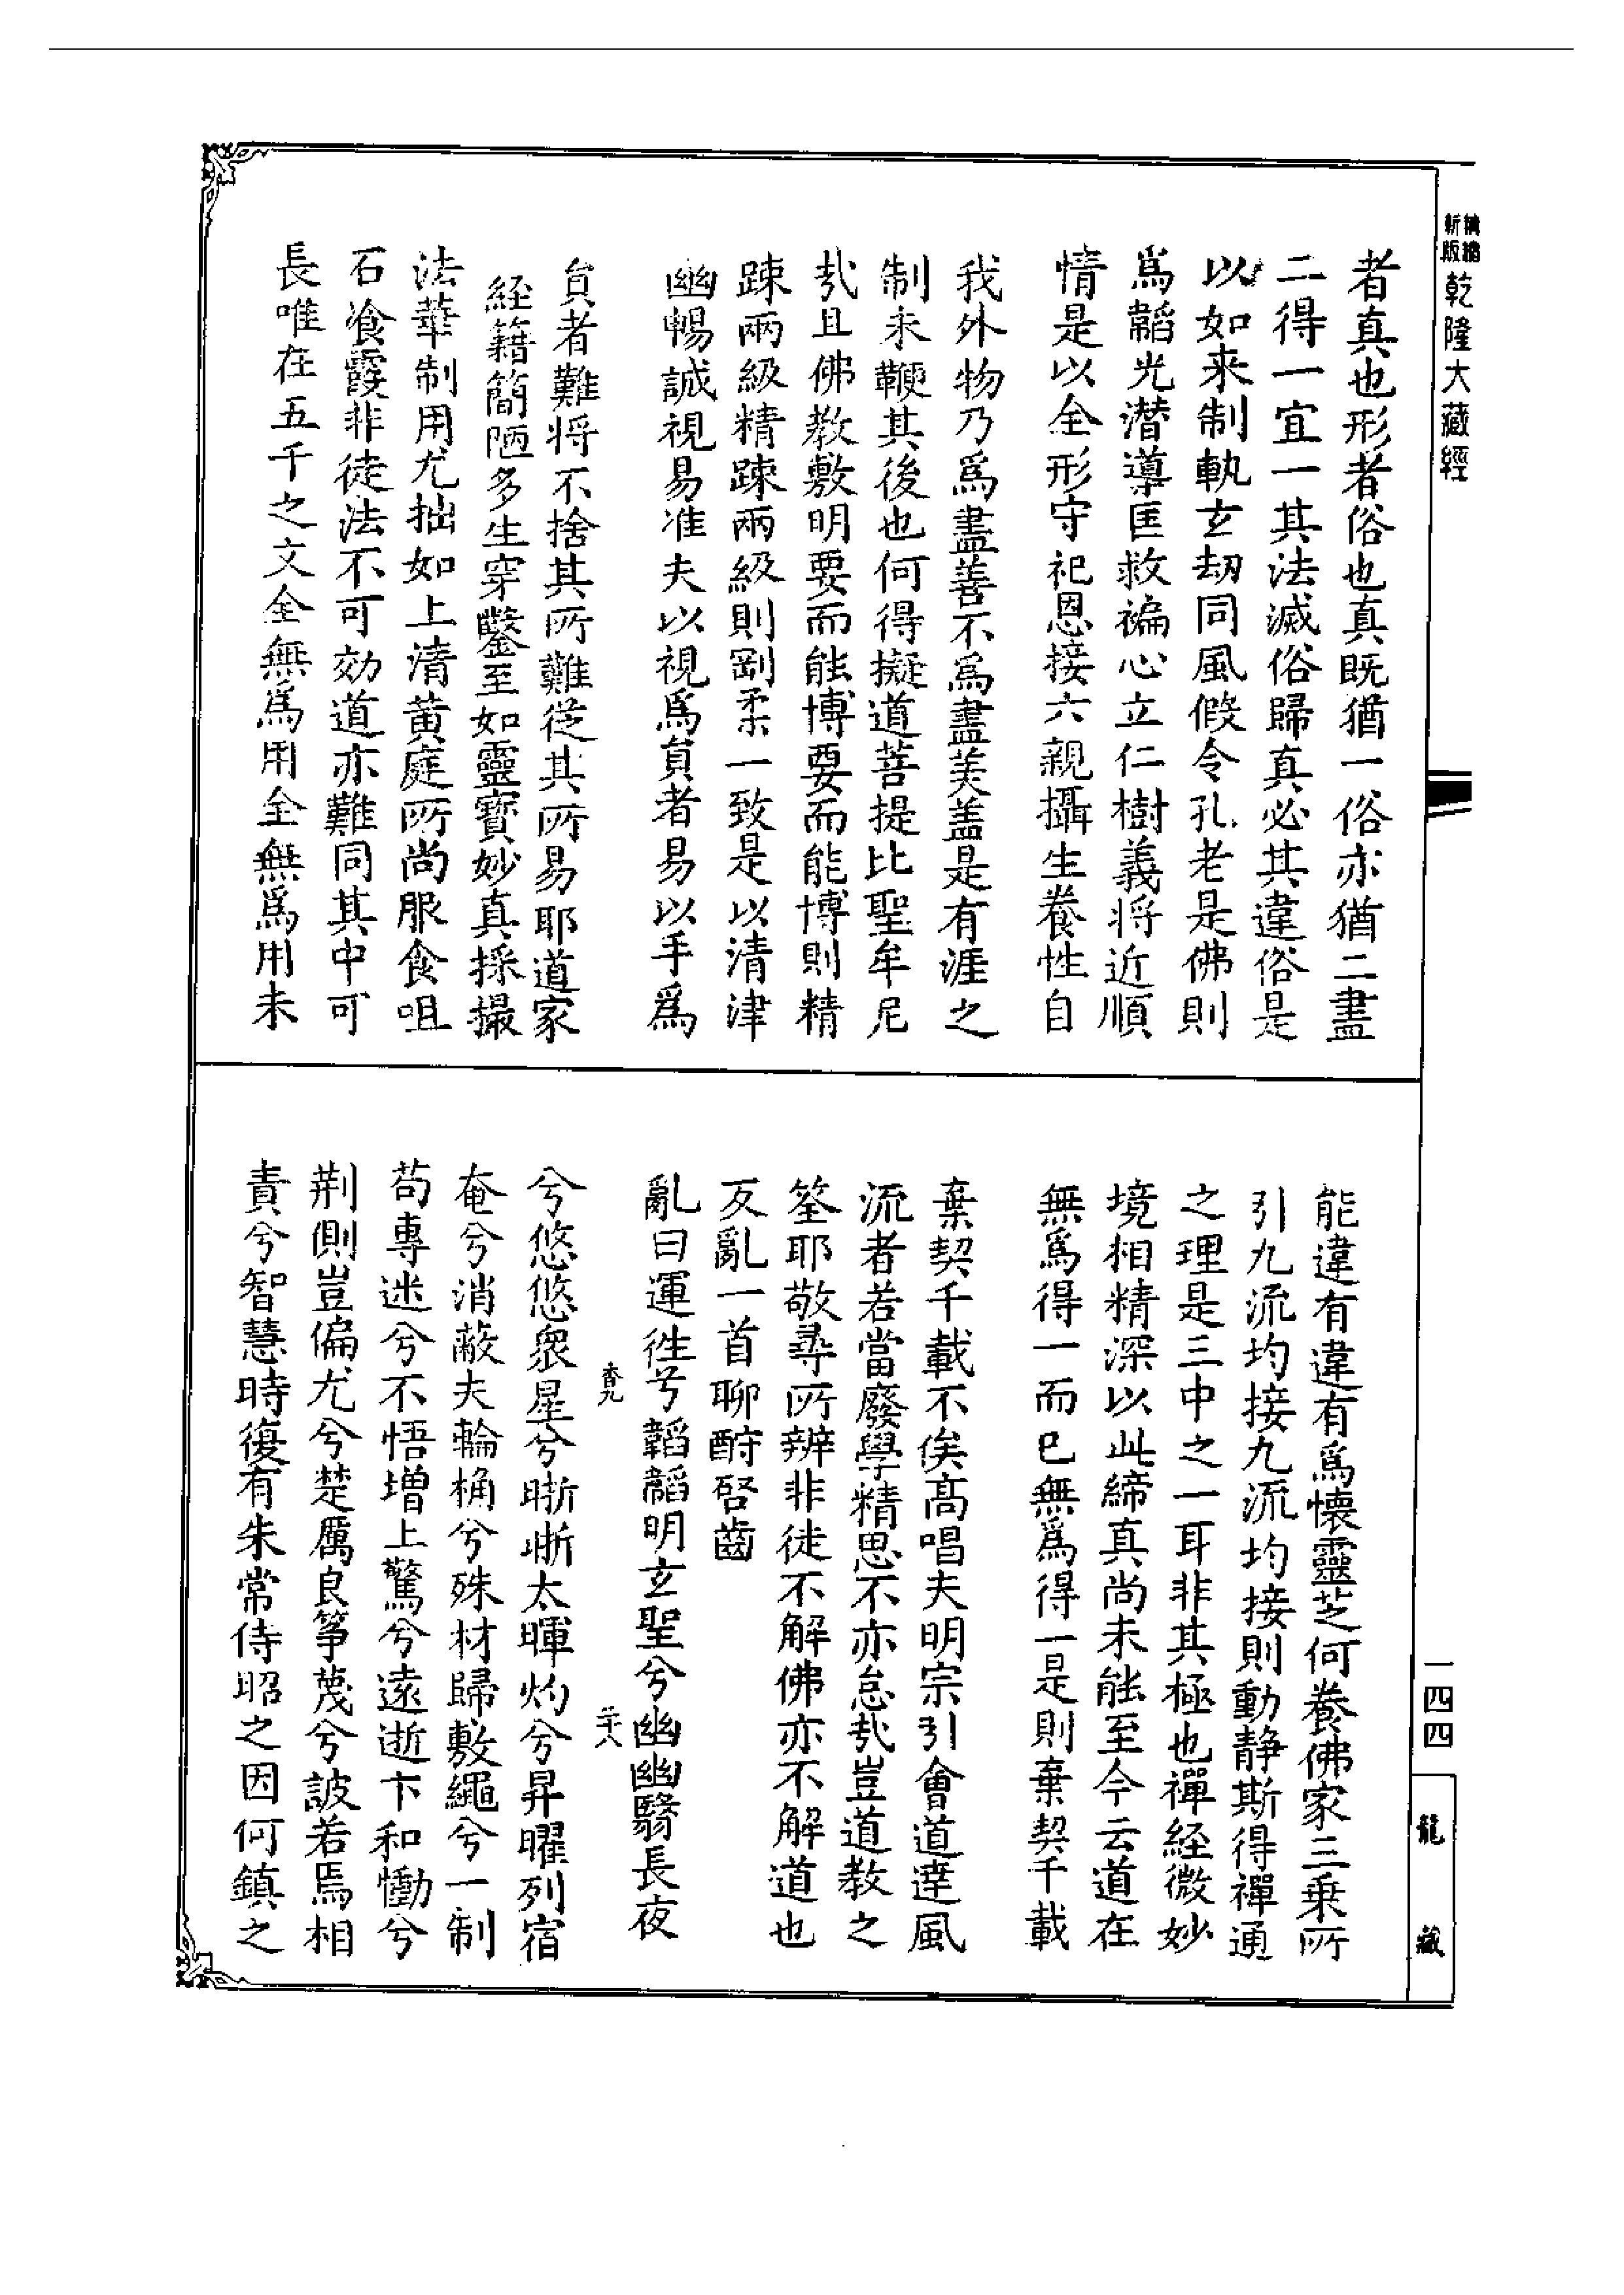 新版精縮
乾隆大藏經
者真也形者俗也真既猶一俗亦猶二盡
二得一宜一其法滅俗歸真必其違俗是
以如来制軌玄刼同風假令孔老是佛則
爲韜光潜導匡救褊心立仁樹義將近順
情是以全形守祀恩接六親攝生養性自
我外物乃爲盡善不爲盡美盖是有涯之
制未鞭其後也何得擬道菩提比聖牟尼
㢤且佛教敷明要而能博要而能博則精
踈兩級精踈兩級則剛柔一致是以清津
幽暢誠視易准夫以視爲負者易以手爲
負者難將不捨其所難從其所易耶道家
經籍簡陋多生穿鑿至如靈寶妙真採撮
法華制用尤拙如上清黄庭所尚服食咀
石飡霞非徒法不可効道亦難同其中可
長唯在五千之文全無爲用全無爲用未
能違有違有爲懐靈芝何養佛家三乗所
引九流均接九流均接則動静斯得禪通
之理是三中之一耳非其極也禪経微妙
境相精深以此締真尚未能至今云道在
無爲得一而已無爲得一是則棄契千載
棄契千載不俟髙唱夫明宗引會道達風
流者若當廢學精思不亦怠㢤豈道教之
筌耶敬尋所辨非徒不解佛亦不解道也
反亂一首聊酧啓齒
亂曰運徃兮韜韜明玄聖兮幽幽翳長夜
兮悠悠衆星兮晣晣太暉灼兮昇曜列宿
奄兮消蔽夫輪桷兮殊材歸敷繩兮一制
苟專迷兮不悟增上驚兮遠逝卞和慟兮
荆側豈偏尤兮楚厲良筝蔑兮詖若焉相
責兮智慧時復有朱常侍昭之因何鎮之
一四四
龍藏